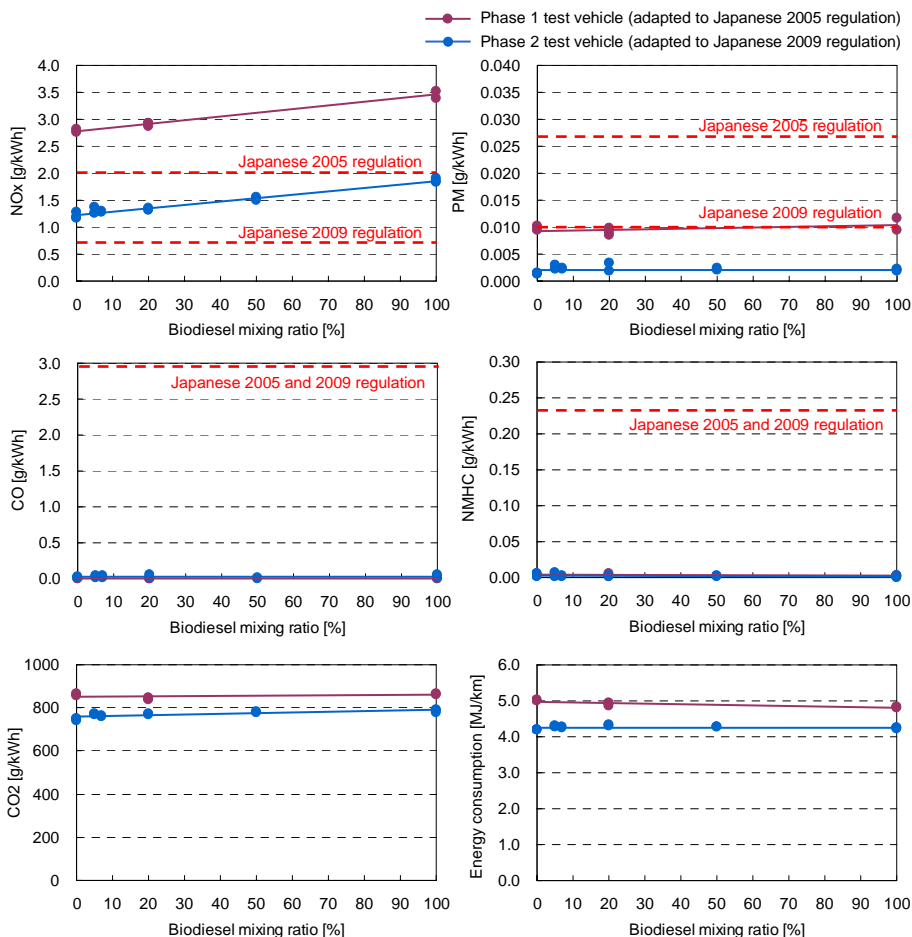 Phase 1 test vehicle (adapted to Japanese 2005 regulation)
Phase 2 test vehicle (adapted to Japanese 2009 regulation)
NOx [g/kWh]
4.0
3.5
3.0
2.5
2.0
1.5
1.0
0.5
0.0
Japanese 2005 regulation
Japanese 2009 regulation
0 10 20 30 40 50 60 70 80 90 100
Biodiesel mixing ratio [%]
PM [g/kWh]
0.040
0.035
0.030
0.025
0.020
0.015
0.010
0.005
0.000
Japanese 2005 regulation
Japanese 2009 regulation
0 10 20 30 40 50 60 70 80 90 100
Biodiesel mixing ratio [%]
CO [g/kWh]
3.0
2.5
2.0
1.5
1.0
0.5
0.0
Japanese 2005 and 2009 regulation
0 10 20 30 40 50 60 70 80 90 100
Biodiesel mixing ratio [%]
NMHC [g/kWh]
0.30
0.25
0.20
0.15
0.10
0.05
0.00
Japanese 2005 and 2009 regulation
0 10 20 30 40 50 60 70 80 90 100
Biodiesel mixing ratio [%]
CO2 [g/kWh]
1000
800
600
400
200
0
0 10 20 30 40 50 60 70 80 90 100
Biodiesel mixing ratio [%]
Energy consumption [MJ/km]
6.0
5.0
4.0
3.0
2.0
1.0
0.0
0 10 20 30 40 50 60 70 80 90 100
Biodiesel mixing ratio [%]